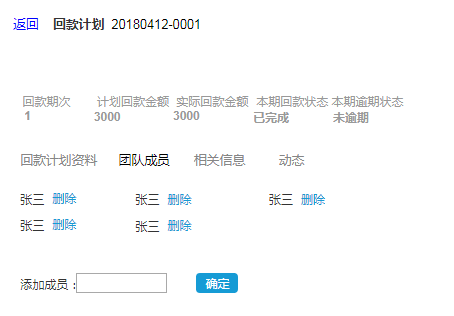 返回 回款计划 20180412-0001
回款期次 计划回款金额 实际回款金额 本期回款状态 本期逾期状态
1 3000 3000 已完成 未逾期
回款计划资料 团队成员 相关信息 动态
张三 删除 张三 删除 张三 删除
张三 删除 张三 删除
添加成员： 确定